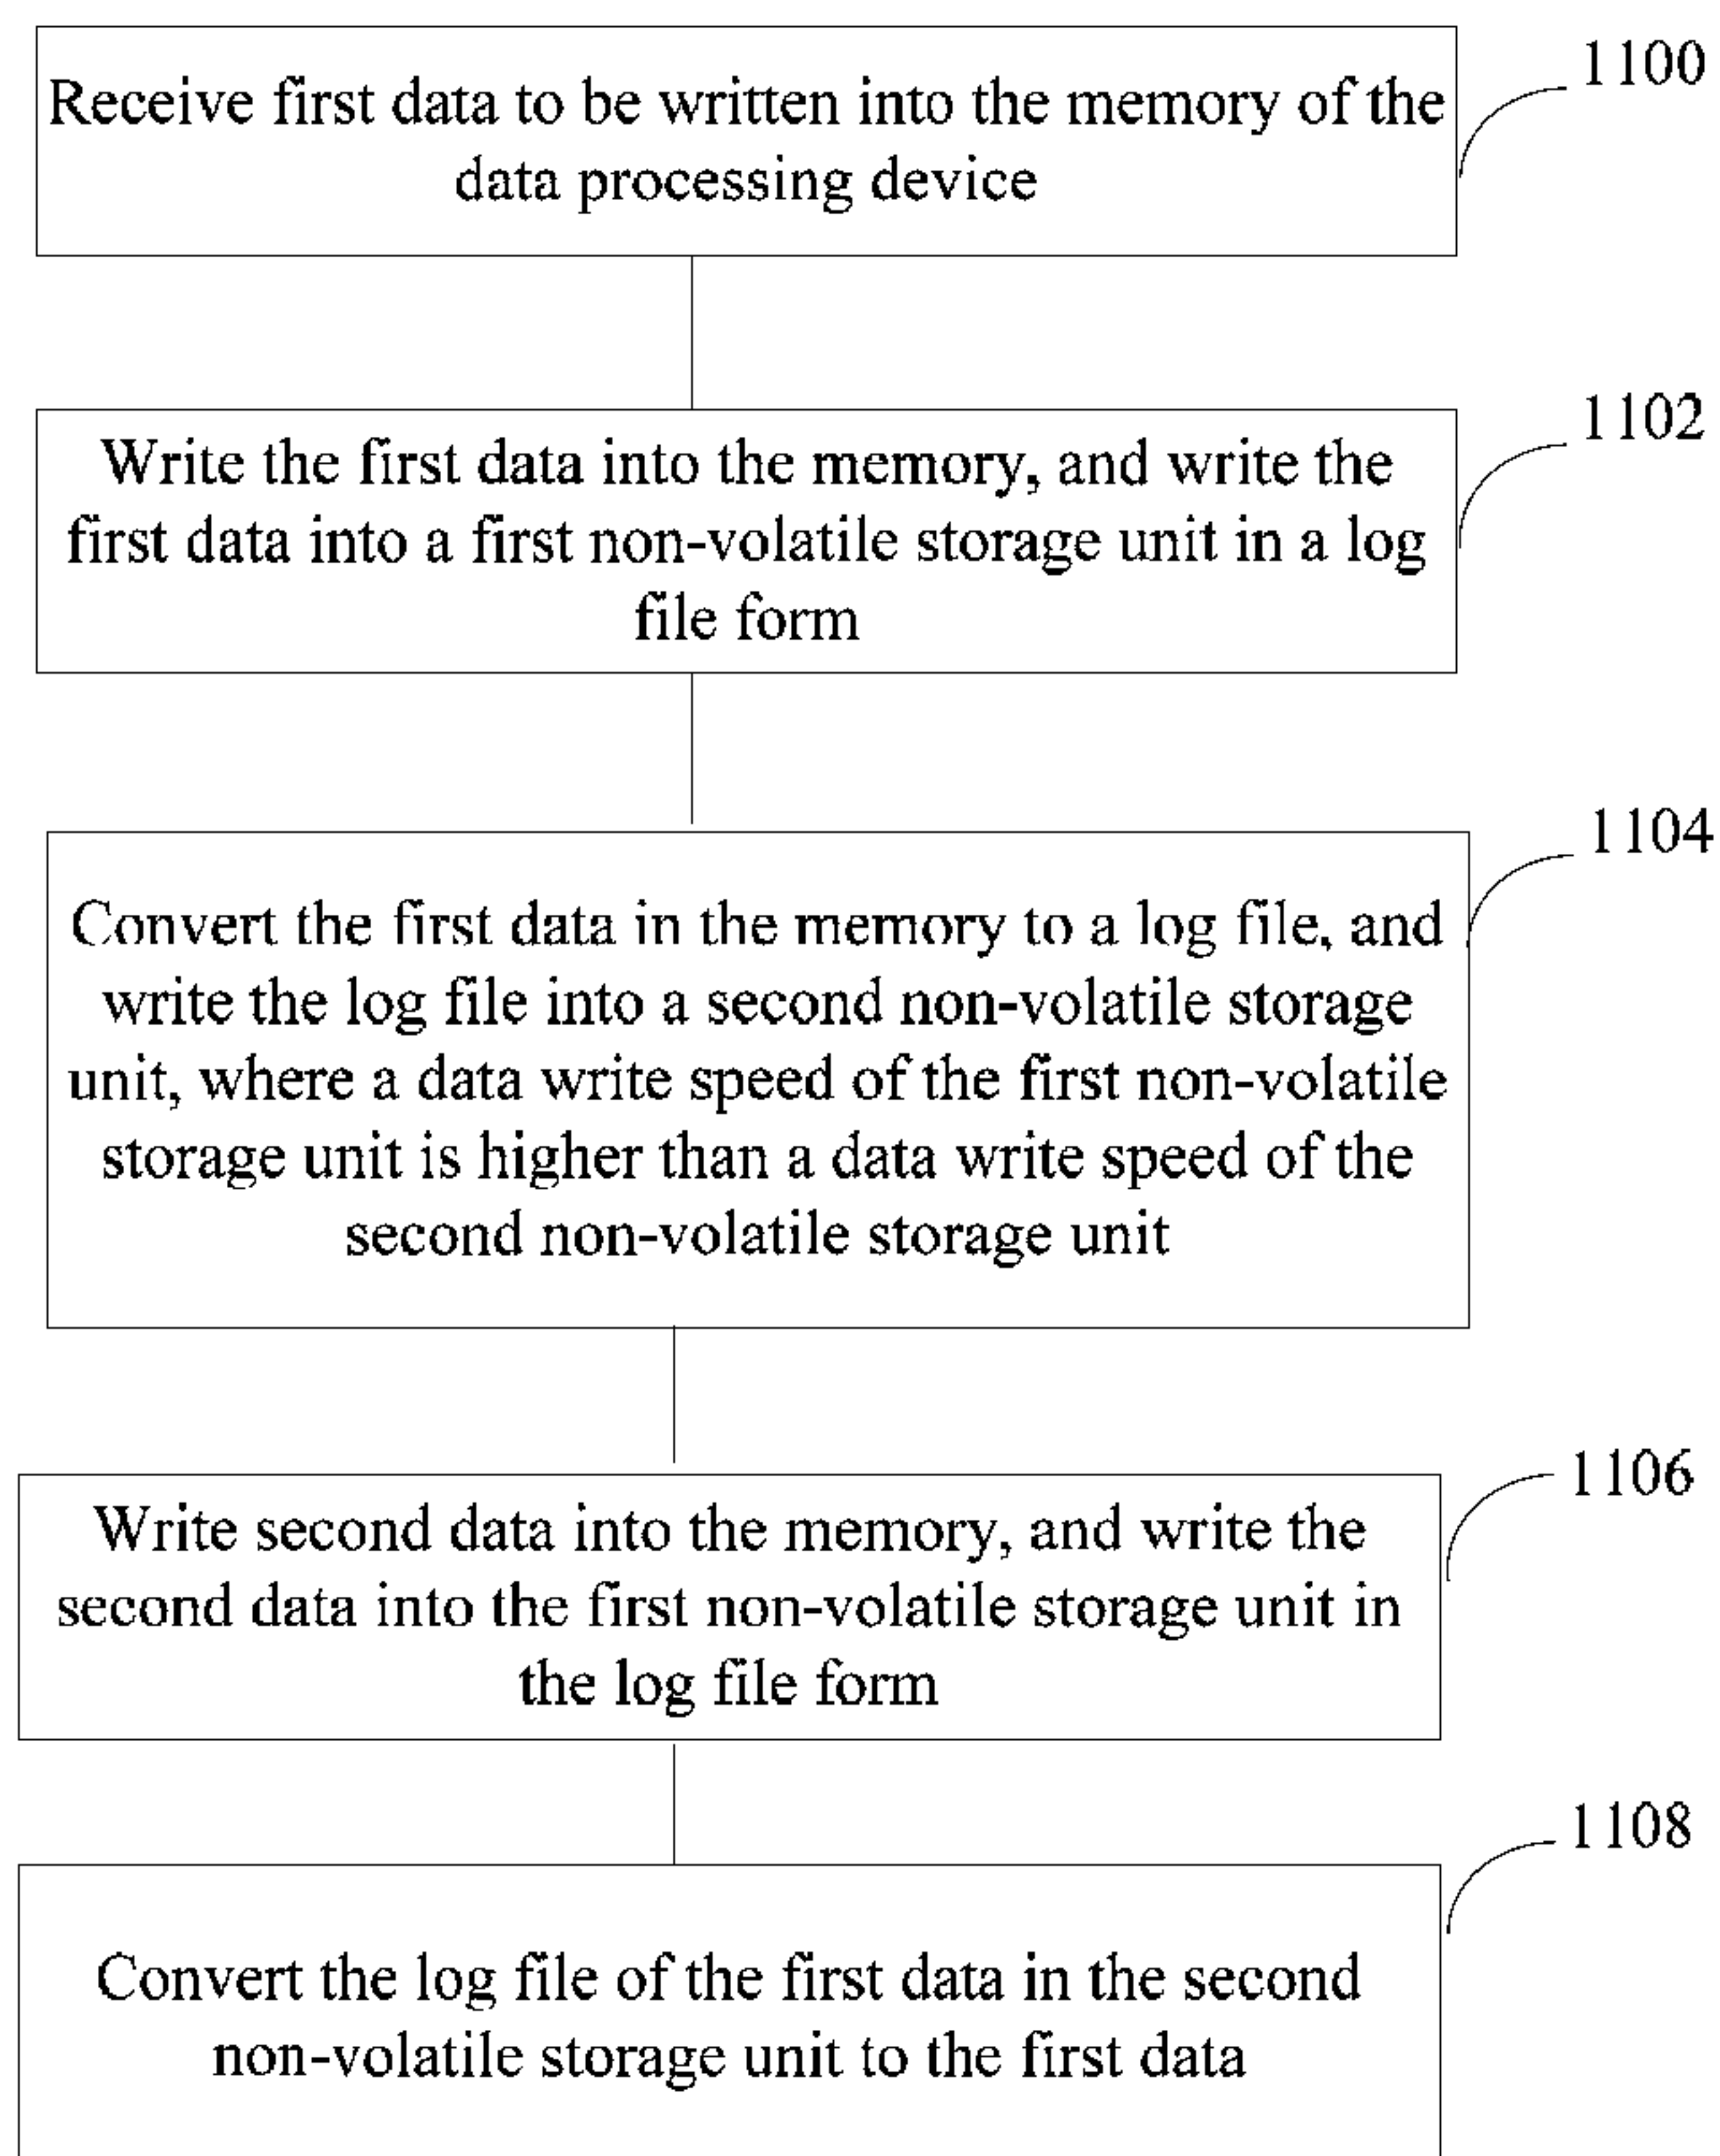 1100
Receive first data to be written into the memory of the
data processing device
1102
Write the first data into the memory, and write the
first data into a first non-volatile storage unit in a log
file form
1104
Convert the first data in the memory to a log file, and
write the log file into a second non-volatile storage
unit, where a data write speed of the first non-volatile
storage unit is higher than a data write speed of the
second non-volatile storage unit
1106
Write second data into the memory, and write the
second data into the first non-volatile storage unit in
the log file form
1108
Convert the log file of the first data in the second
non-volatile storage unit to the first data